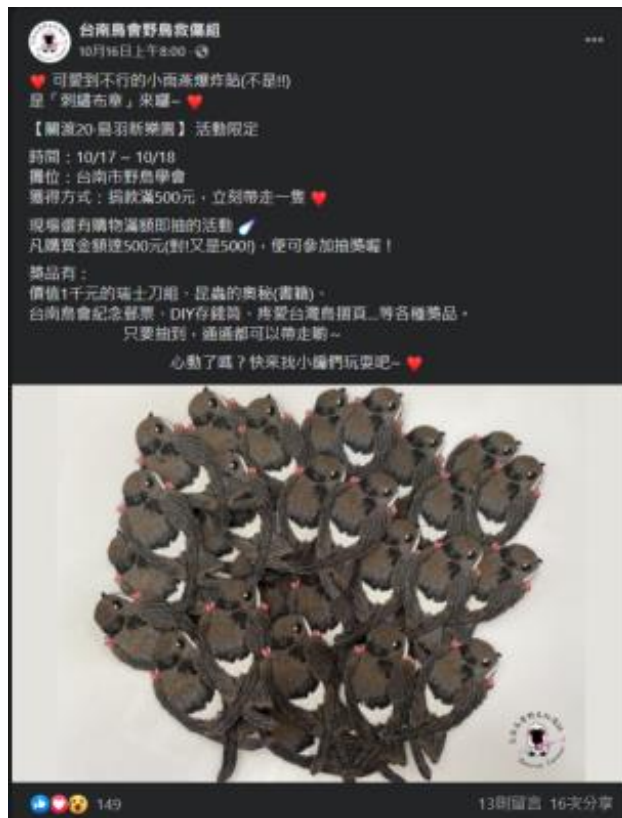 台南鳥會野鳥救傷組
10月16日上午8:00
❤ 可愛到不行的小雨燕爆炸貼(不是!!)
是「刺繡布章」來囉~ ❤
【關渡20·易羽新樂園】 活動限定
時間：10/17 ~ 10/18
攤位：台南市野鳥學會
獲得方式：捐款滿500元，立刻帶走一隻 ❤
現場還有購物滿額即抽的活動
凡購買金額達500元(對!又是500!)，便可參加抽獎喔！
獎品有：
價值1千元的瑞士刀組、昆蟲的奧秘(書籍)、
台南鳥會紀念郵票、DIY存錢筒、疼愛台灣鳥摺頁...等各種獎品。
只要抽到，通通都可以帶走喲~
心動了嗎？快來找小編們玩耍吧~ ❤
149
13則留言 16次分享